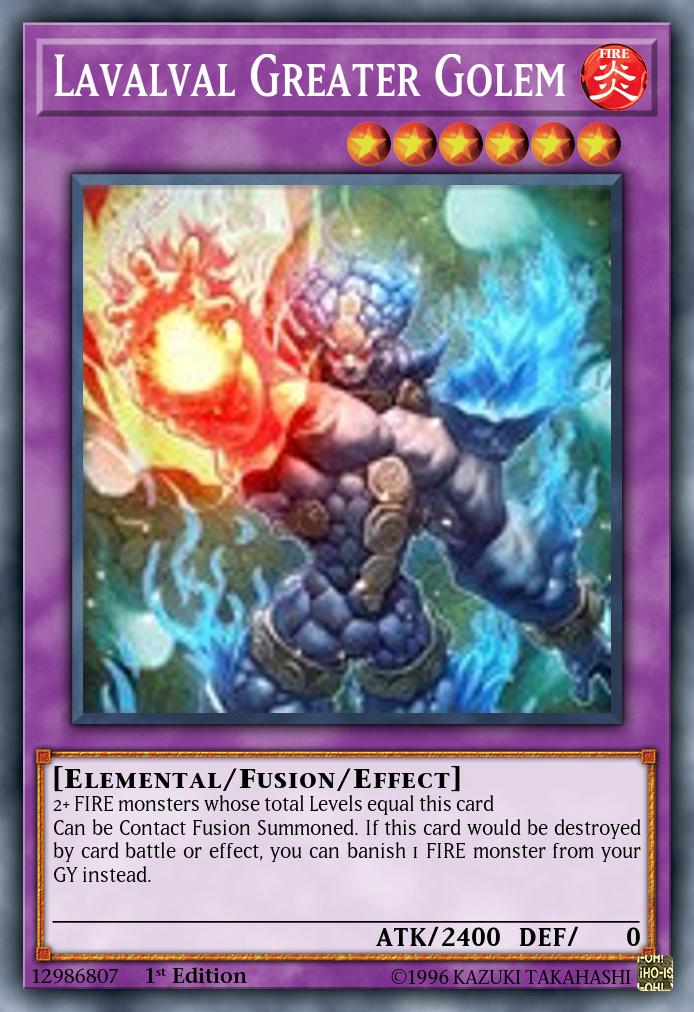 Lavalval Greater Golem
FIRE
炎
[Elemental/Fusion/Effect]
2+ FIRE monsters whose total Levels equal this card
Can be Contact Fusion Summoned. If this card would be destroyed
by card battle or effect, you can banish 1 FIRE monster from your
GY instead.
ATK/2400 DEF/ 0
12986807 1st Edition ©1996 KAZUKI TAKAHASHI